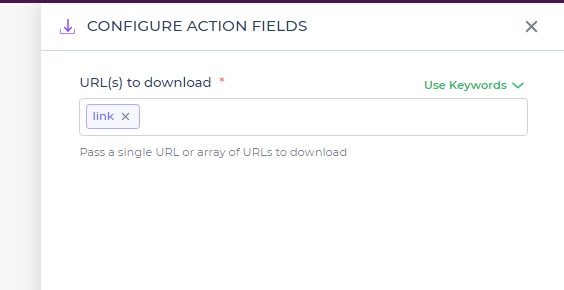 CONFIGURE ACTION FIELDS
URL(s) to download *
Use Keywords
link
Pass a single URL or array of URLs to download